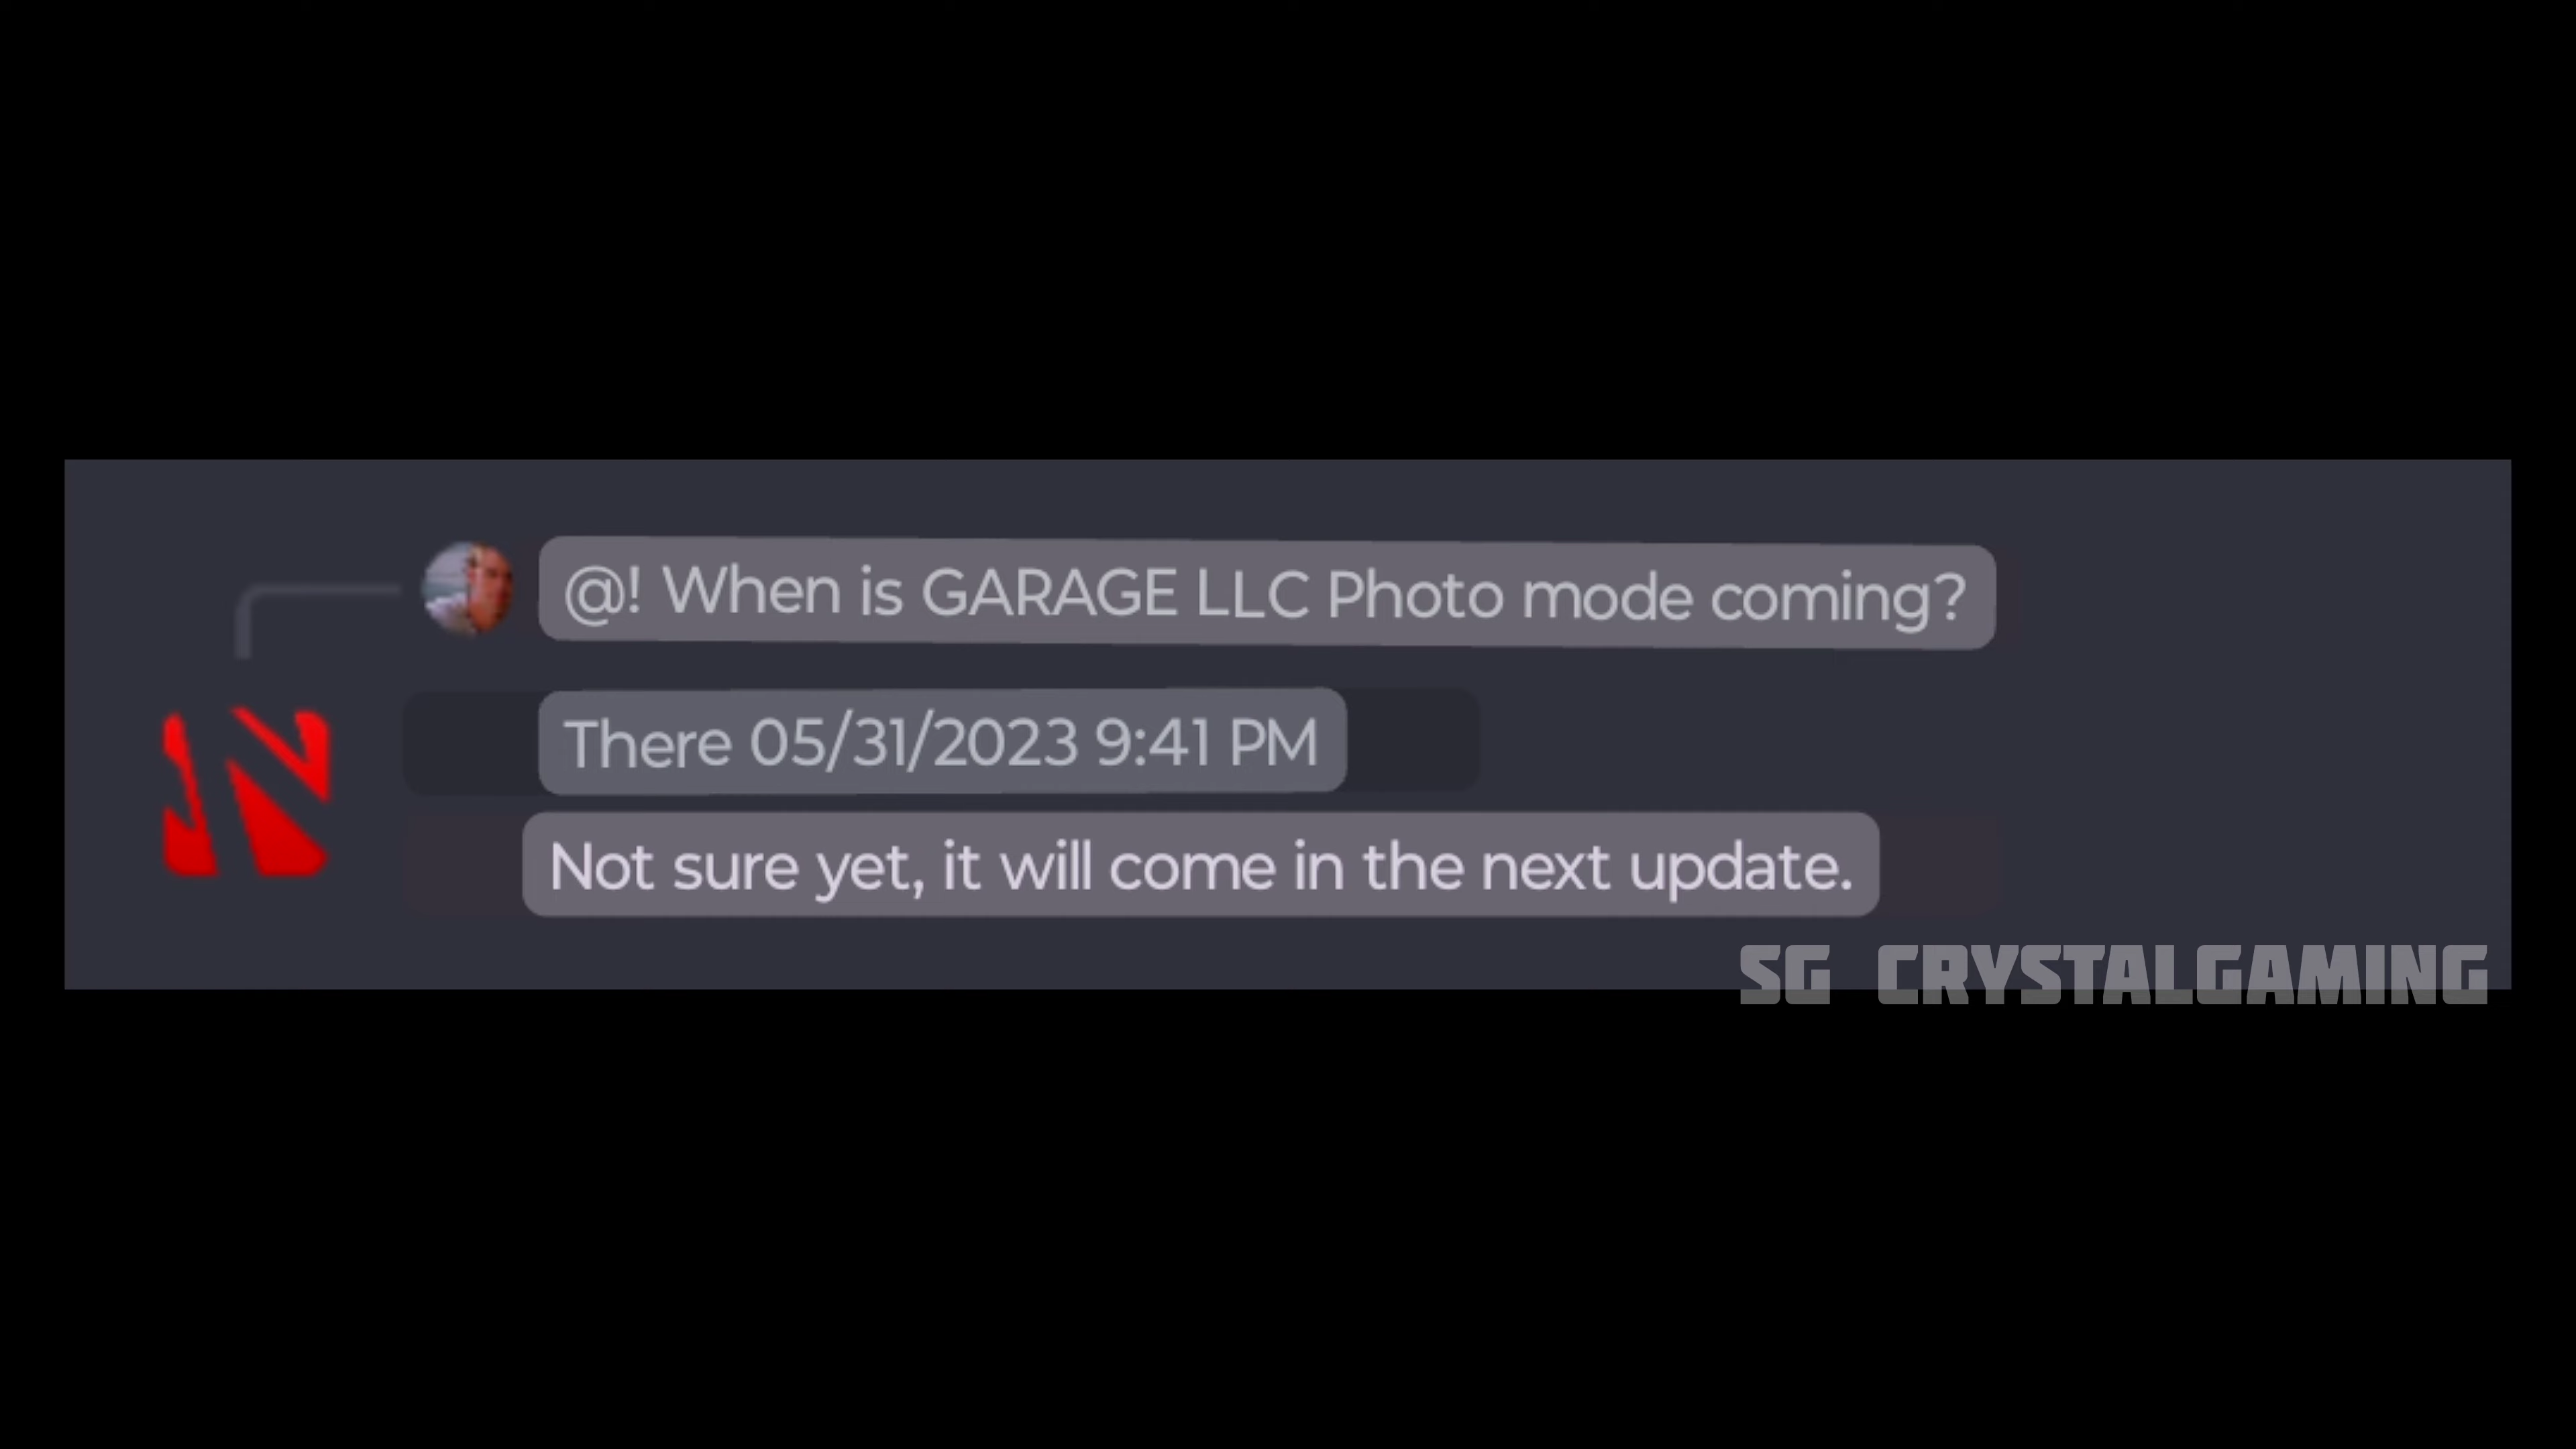 @! When is GARAGE LLC Photo mode coming?
There 05/31/2023 9:41 PM
Not sure yet, it will come in the next update.
SG CRYSTALGAMING